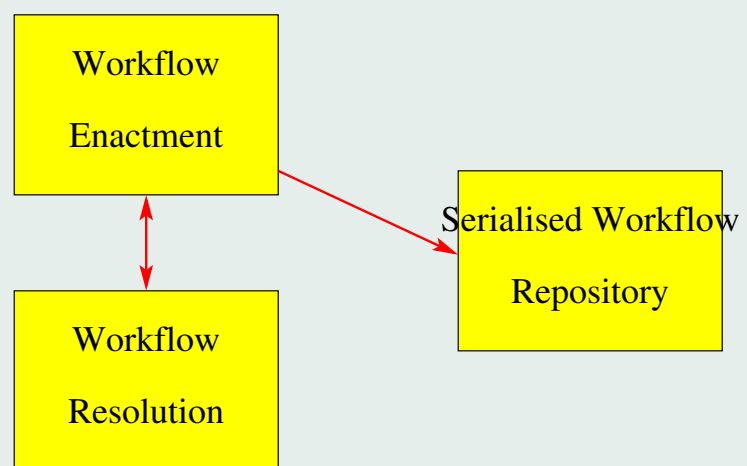 Workflow
Enactment
Serialised Workflow
Repository
Workflow
Resolution